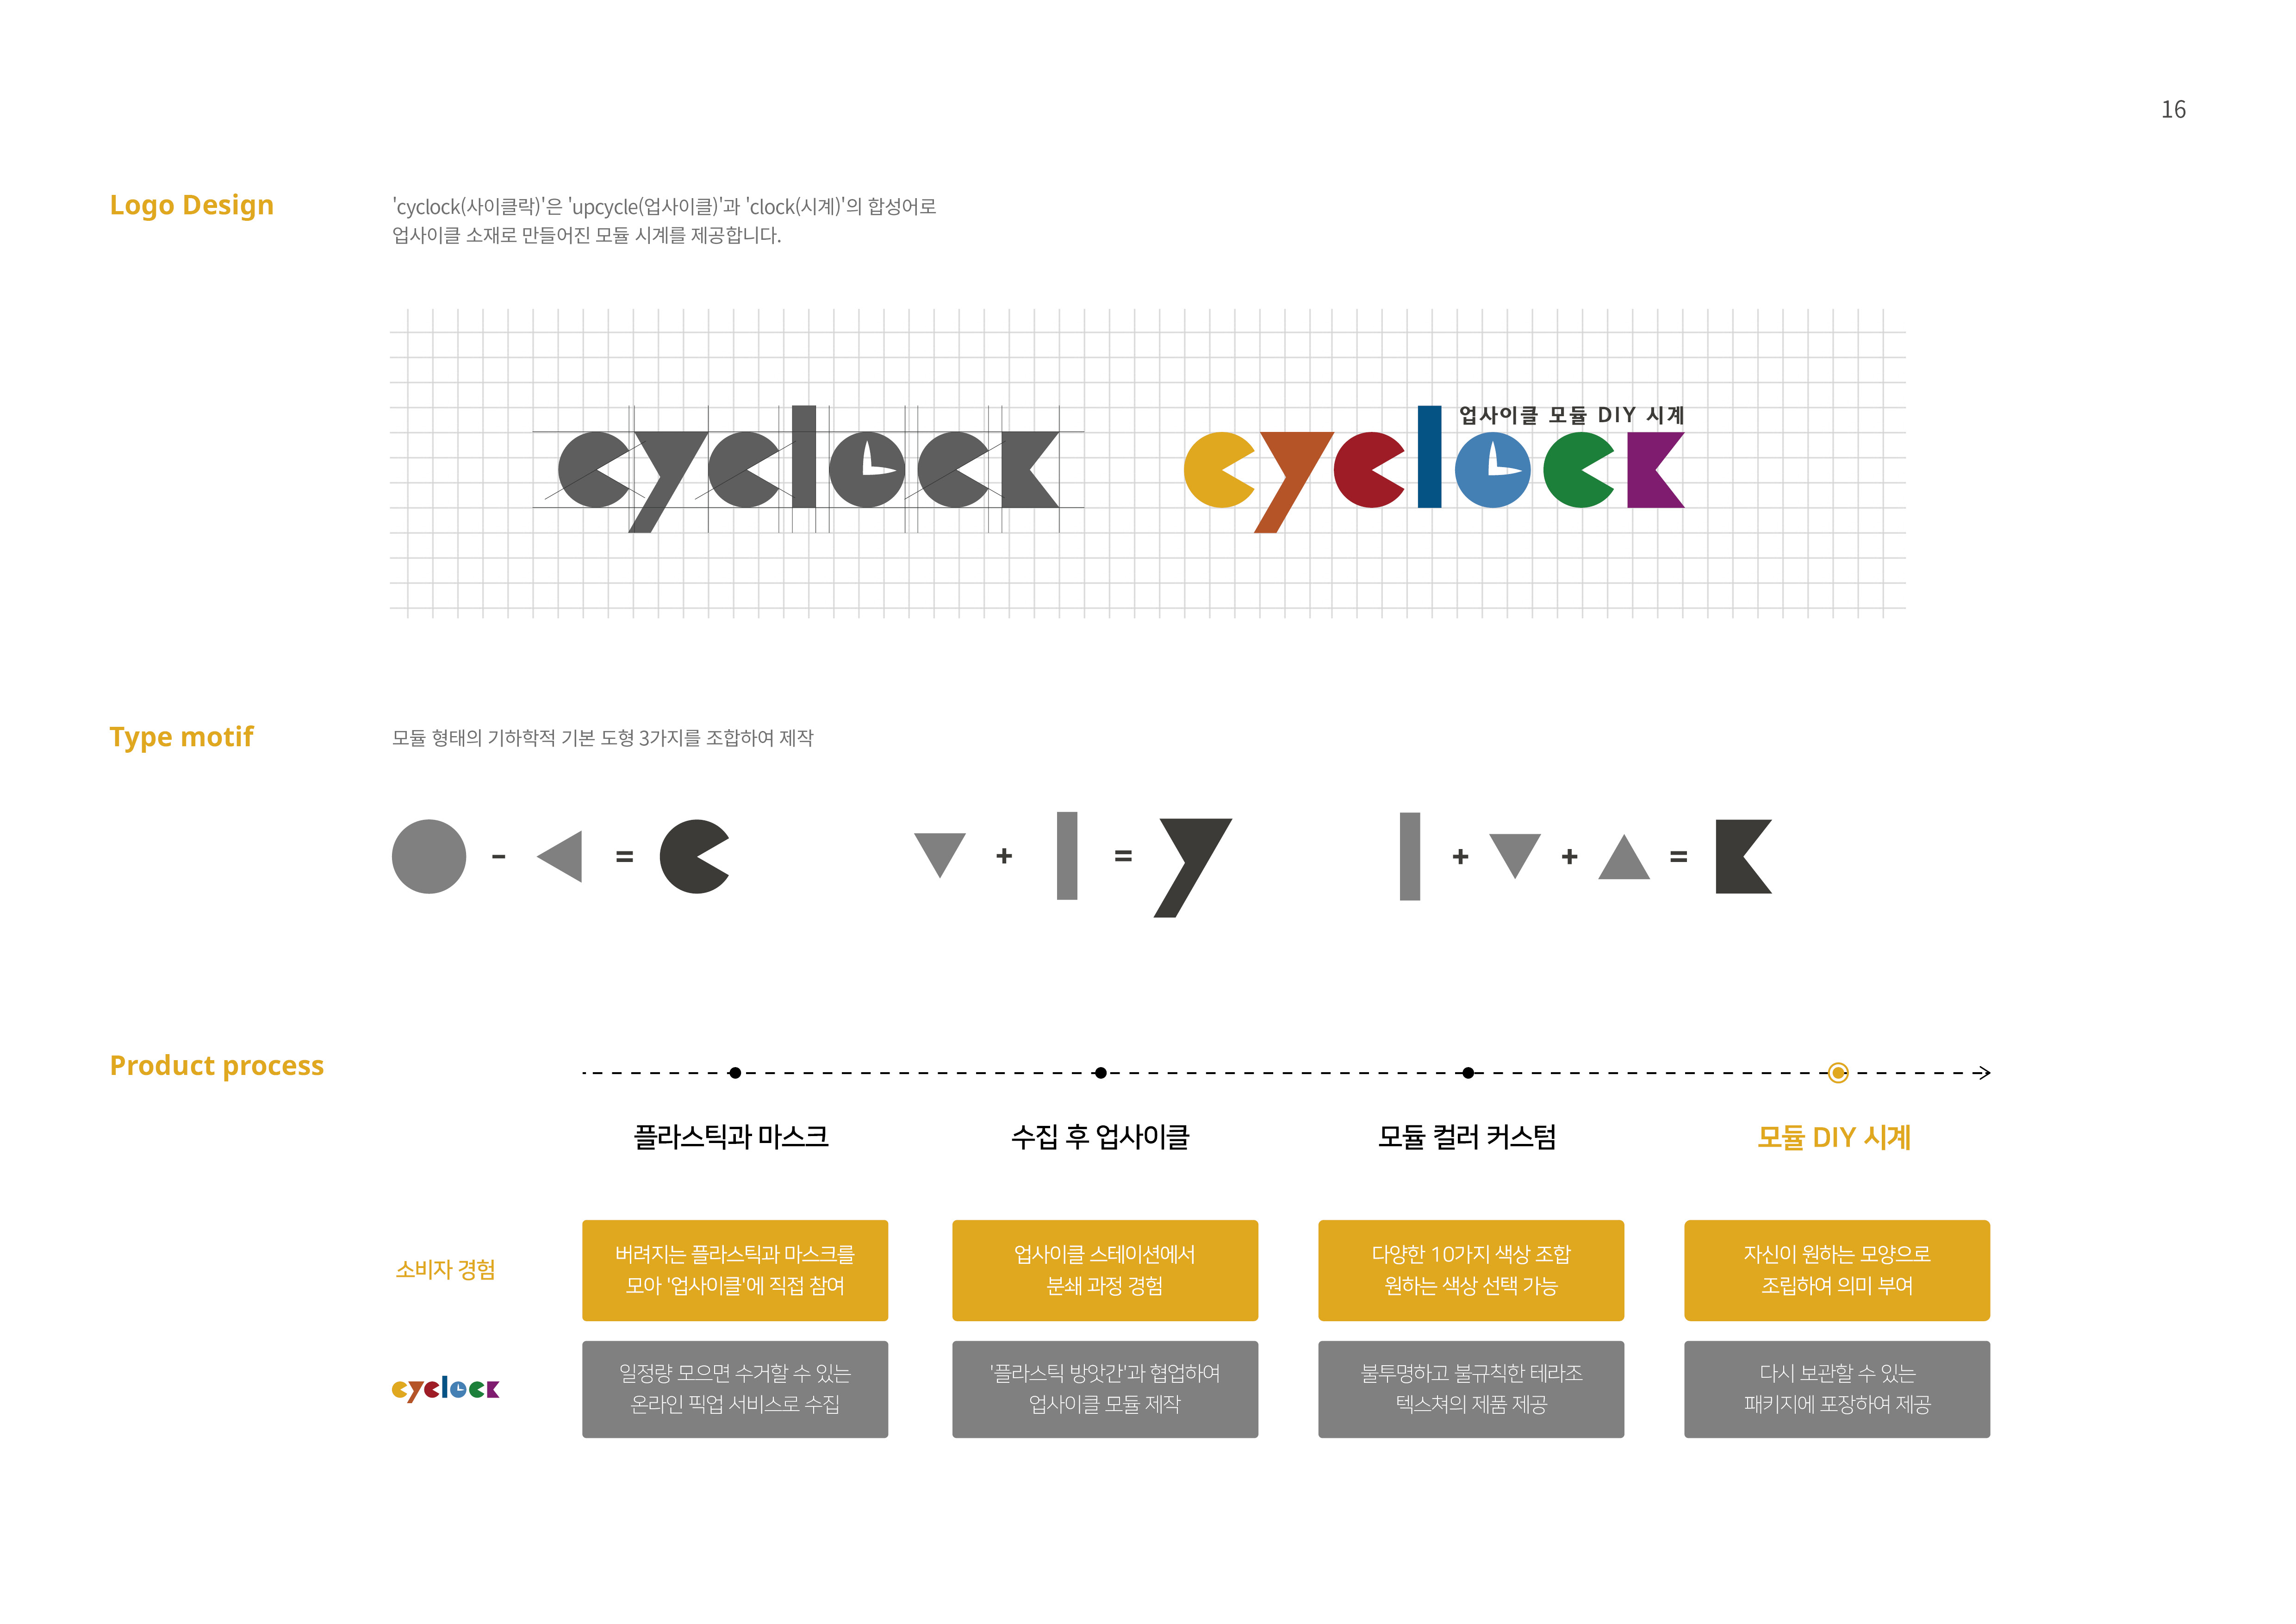 16
Logo Design
'cyclock(사이클락)'은 'upcycle(업사이클)'과 'clock(시계)'의 합성어로
업사이클 소재로 만들어진 모듈 시계를 제공합니다.
cyclock
업사이클 모듈 DIY 시계
cyclock
Type motif
모듈 형태의 기하학적 기본 도형 3가지를 조합하여 제작
- = c
+ = y
+ + = k
Product process
플라스틱과 마스크
수집 후 업사이클
모듈 컬러 커스텀
모듈 DIY 시계
소비자 경험
버려지는 플라스틱과 마스크를
모아 '업사이클'에 직접 참여
업사이클 스테이션에서
분쇄 과정 경험
다양한 10가지 색상 조합
원하는 색상 선택 가능
자신이 원하는 모양으로
조립하여 의미 부여
cyclock
일정량 모으면 수거할 수 있는
온라인 픽업 서비스로 수집
'플라스틱 방앗간'과 협업하여
업사이클 모듈 제작
불투명하고 불규칙한 테라조
텍스쳐의 제품 제공
다시 보관할 수 있는
패키지에 포장하여 제공